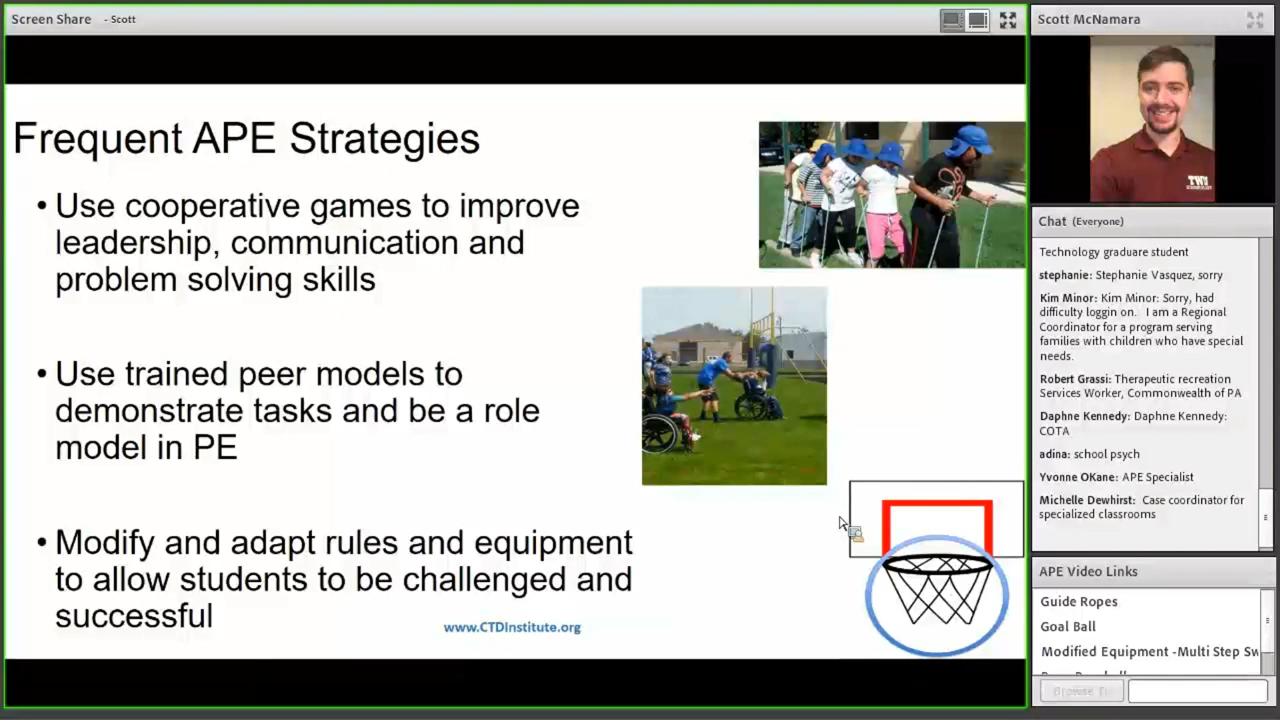 Screen Share - Scott
Frequent APE Strategies
• Use cooperative games to improve
leadership, communication and
problem solving skills
• Use trained peer models to
demonstrate tasks and be a role
model in PE
• Modify and adapt rules and equipment
to allow students to be challenged and
successful
www.CTDInstitute.org
Scott McNamara
TWU
Chat (Everyone)
Technology graduate student
stephanie: Stephanie Vasquez, sorry
Kim Minor: Kim Minor: Sorry, had
difficulty loggin on. I am a Regional
Coordinator for a program serving
families with children who have special
needs.
Robert Grassi: Therapeutic recreation
Services Worker, Commonwealth of PA
Daphne Kennedy: Daphne Kennedy:
COTA
adina: school psych
Yvonne OKane: APE Specialist
Michelle Dewhirst: Case coordinator for
specialized classrooms
APE Video Links
Guide Ropes
Goal Ball
Modified Equipment -Multi Step Sw
Browse T